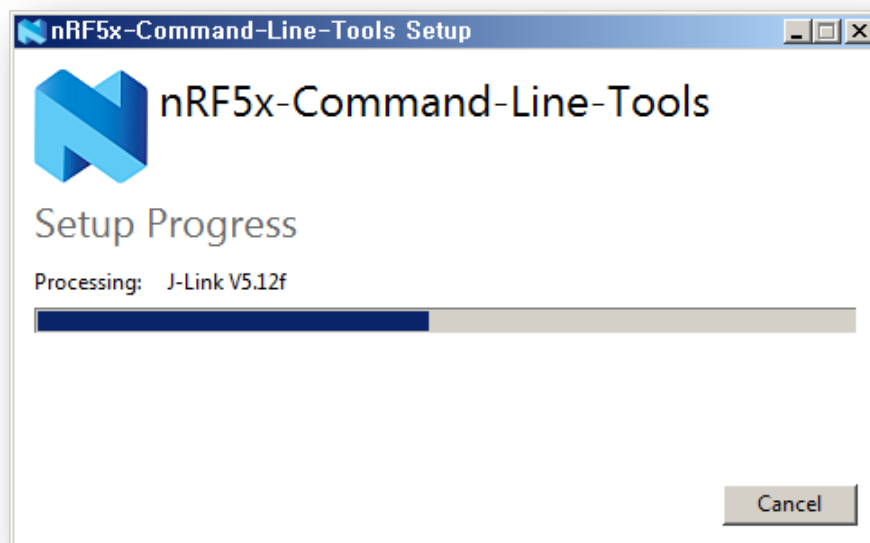 nRF5x-Command-Line-Tools Setup
nRF5x-Command-Line-Tools
Setup Progress
Processing: J-Link V5.12f
Cancel